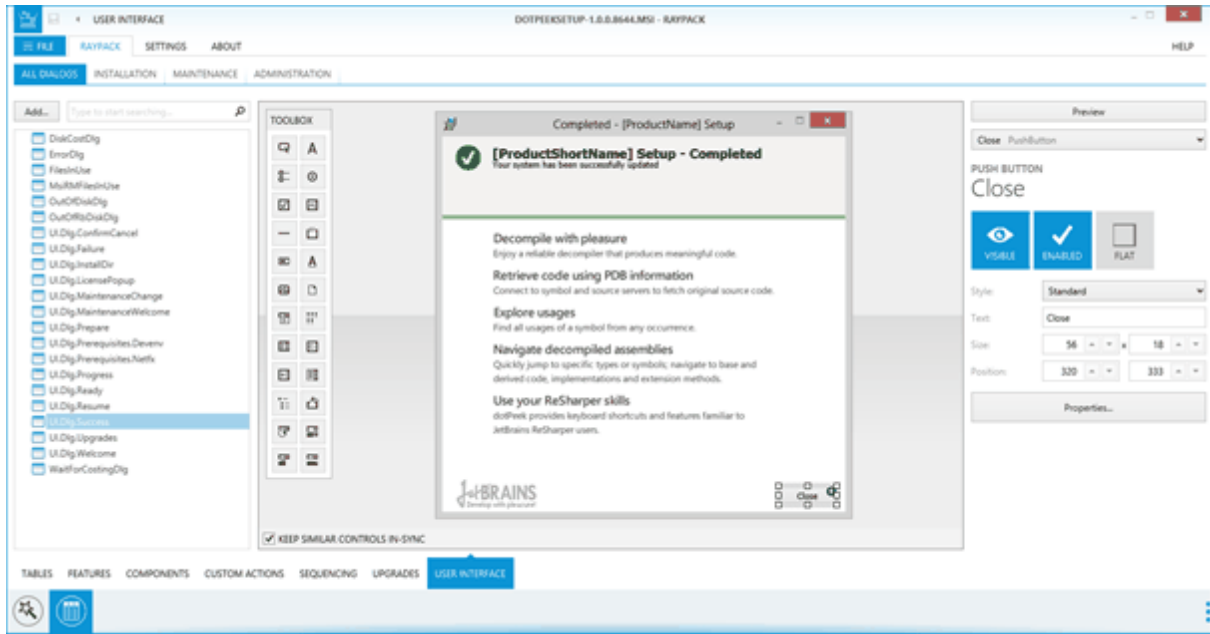 USER INTERFACE
DOTPEEKSETUP-1.0.0.8644.MSI - RAYPACK
FILE RAYPACK SETTINGS ABOUT HELP
ALL DIALOGS INSTALLATION MAINTENANCE ADMINISTRATION
Add... Type to start searching...
DiskCostDlg
ErrorDlg
FilesInUse
MsiRMFilesInUse
OutOfDiskDlg
OutOfRbDiskDlg
UI.Dlg.ConfirmCancel
UI.Dlg.Failure
UI.Dlg.InstallDir
UI.Dlg.LicensePopup
UI.Dlg.MaintenanceChange
UI.Dlg.MaintenanceWelcome
UI.Dlg.Prepare
UI.Dlg.Prerequisites.Devenv
UI.Dlg.Prerequisites.Netfx
UI.Dlg.Progress
UI.Dlg.Ready
UI.Dlg.Resume
UI.Dlg.Success
UI.Dlg.Upgrades
UI.Dlg.Welcome
WaitForCostingDlg
TOOLBOX
Completed - [ProductName] Setup
[ProductShortName] Setup - Completed
Your system has been successfully updated
Decompile with pleasure
Enjoy a reliable decompiler that produces meaningful code.
Retrieve code using PDB information
Connect to symbol and source servers to fetch original source code.
Explore usages
Find all usages of a symbol from any occurrence.
Navigate decompiled assemblies
Quickly jump to specific types or symbols; navigate to base and
derived code, implementations and extension methods.
Use your ReSharper skills
dotPeek provides keyboard shortcuts and features familiar to
JetBrains ReSharper users.
JetBRAINS
Develop with pleasure!
Close
KEEP SIMILAR CONTROLS IN-SYNC
Preview
Close PushButton
PUSH BUTTON
Close
VISIBLE ENABLED FLAT
Style: Standard
Text: Close
Size: 56 x 18
Position: 320 333
Properties...
TABLES FEATURES COMPONENTS CUSTOM ACTIONS SEQUENCING UPGRADES USER INTERFACE